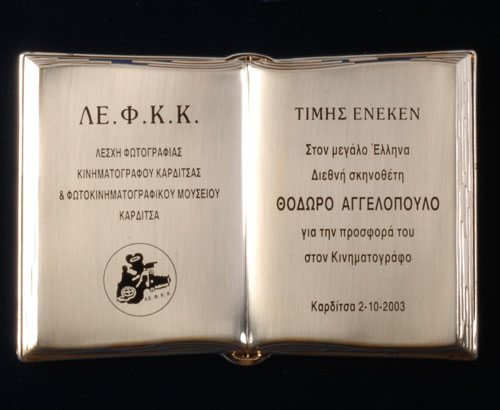 ΛΕ.Φ.Κ.Κ.
ΛΕΣΧΗ ΦΩΤΟΓΡΑΦΙΑΣ
ΚΙΝΗΜΑΤΟΓΡΑΦΟΥ ΚΑΡΔΙΤΣΑΣ
& ΦΩΤΟΚΙΝΗΜΑΤΟΓΡΑΦΙΚΟΥ ΜΟΥΣΕΙΟΥ
ΚΑΡΔΙΤΣΑ
ΛΕ.Φ.Κ.Κ.
ΤΙΜΗΣ ΕΝΕΚΕΝ
Στον μεγάλο Έλληνα
Διεθνή σκηνοθέτη
ΘΟΔΩΡΟ ΑΓΓΕΛΟΠΟΥΛΟ
για την προσφορά του
στον Κινηματογράφο
Καρδίτσα 2-10-2003